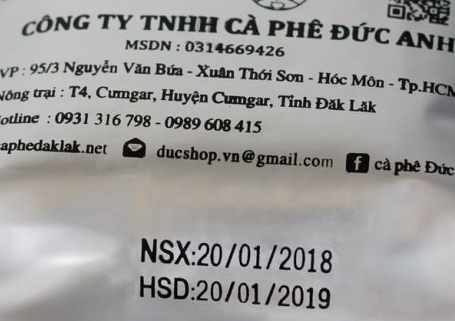 CÔNG TY TNHH CÀ PHÊ ĐỨC ANH
MSDN : 0314669426
VP : 95/3 Nguyễn Văn Bứa - Xuân Thới Sơn - Hóc Môn - Tp.HCM
Nông trại : T4, Cưmgar, Huyện Cưmgar, Tỉnh Đăk Lăk
otline : 0931 316 798 - 0989 608 415
aphedaklak.net ducshop.vn@gmail.com f cà phê Đức
NSX:20/01/2018
HSD:20/01/2019